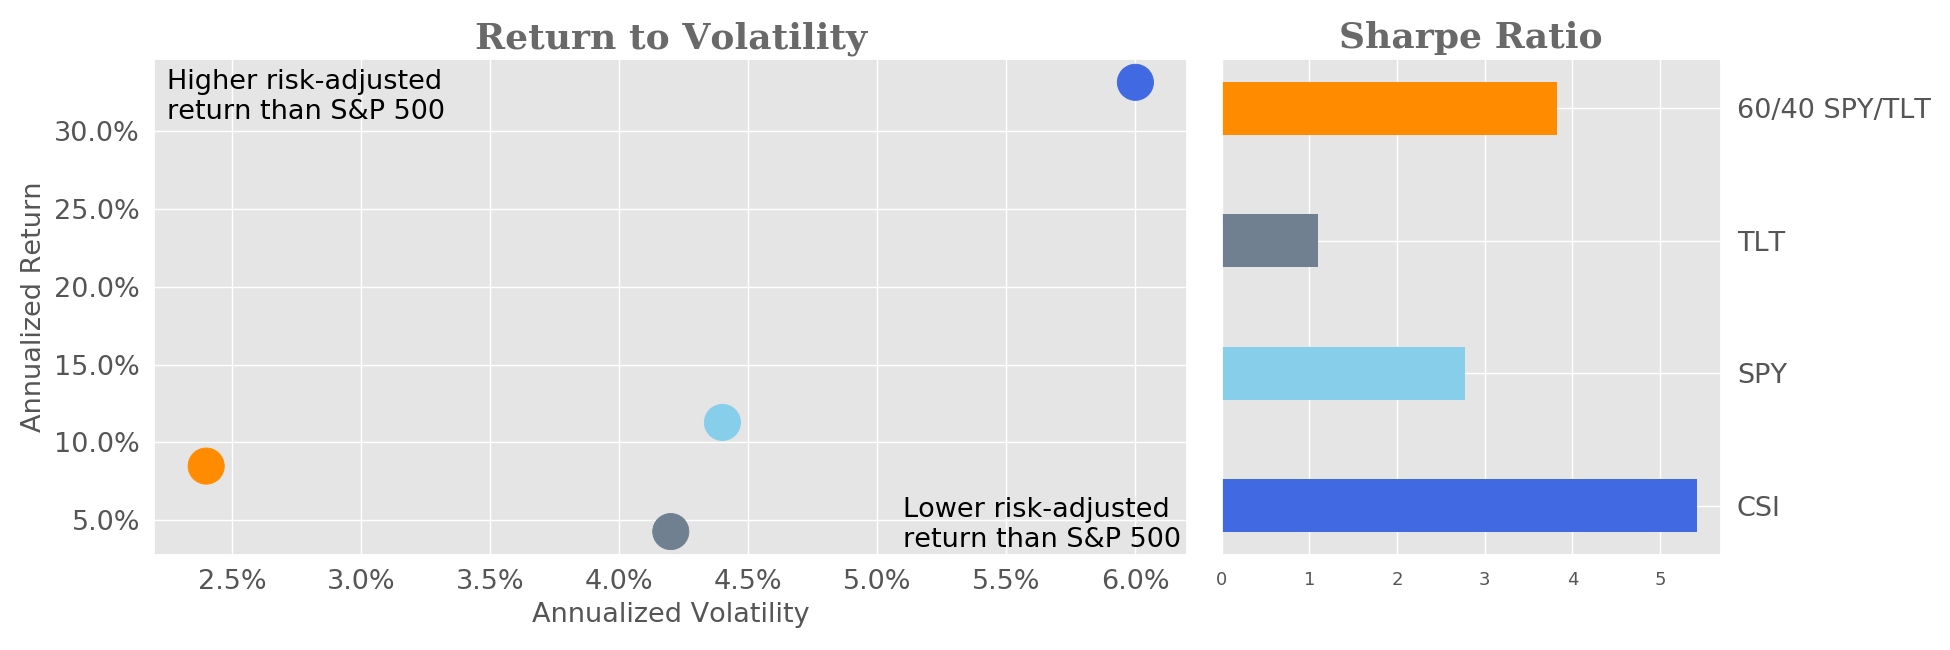 Return to Volatility
Higher risk-adjusted
return than S&P 500
Lower risk-adjusted
return than S&P 500
Annualized Return
30.0%
25.0%
20.0%
15.0%
10.0%
5.0%
2.5%
3.0%
3.5%
4.0%
4.5%
5.0%
5.5%
6.0%
Annualized Volatility
Sharpe Ratio
60/40 SPY/TLT
TLT
SPY
CSI
0
1
2
3
4
5